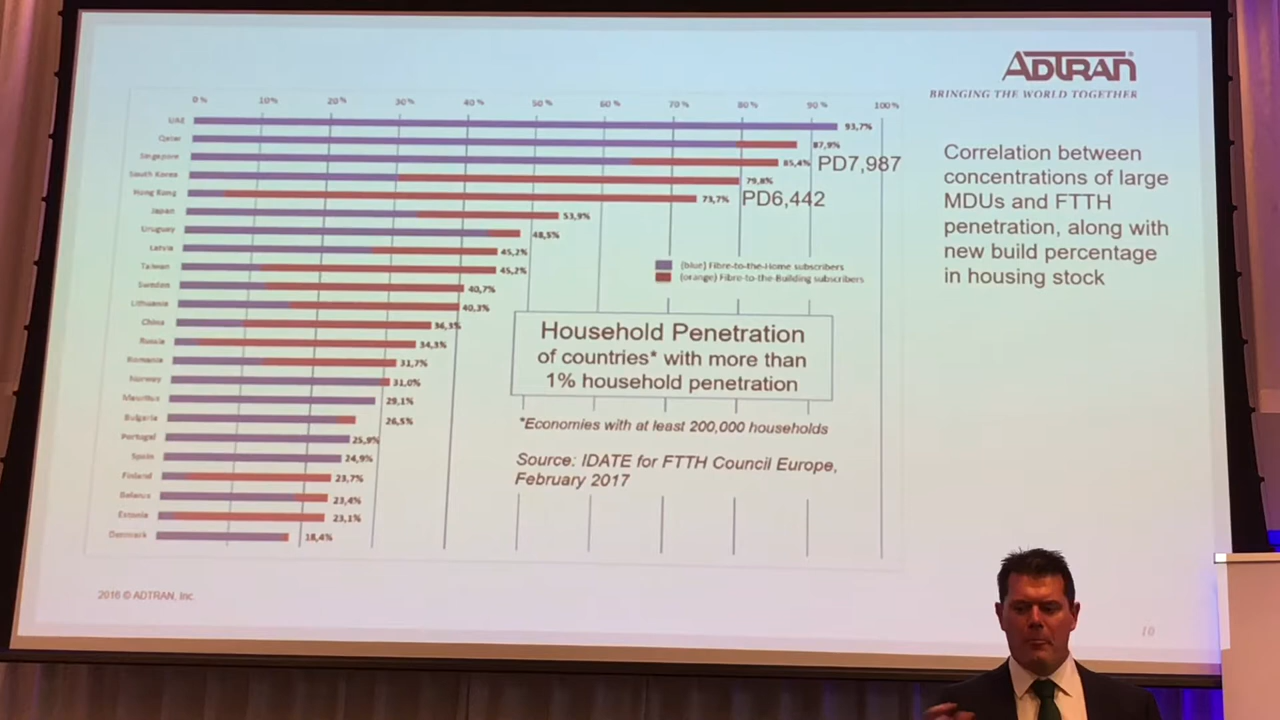 ADTRAN®
BRINGING THE WORLD TOGETHER
0% 10% 20% 30% 40% 50% 60% 70% 80% 90% 100%
UAE 93,7%
Qatar 87,9%
Singapore 85,4% PD7,987
South Korea 79,8%
Hong Kong 73,7% PD6,442
Japan 53,9%
Uruguay 48,5%
Latvia 45,2%
Taiwan 45,2%
Sweden 40,7%
Lithuania 40,3%
China 36,3%
Russia 34,3%
Romania 31,7%
Norway 31,0%
Mauritius 29,1%
Bulgaria 26,5%
Portugal 25,9%
Spain 24,9%
Finland 23,7%
Belarus 23,4%
Estonia 23,1%
Denmark 18,4%
(blue) Fibre-to-the-Home subscribers
(orange) Fibre-to-the-Building subscribers
Household Penetration
of countries* with more than
1% household penetration
*Economies with at least 200,000 households
Source: IDATE for FTTH Council Europe,
February 2017
Correlation between
concentrations of large
MDUs and FTTH
penetration, along with
new build percentage
in housing stock
2016 © ADTRAN, Inc
10